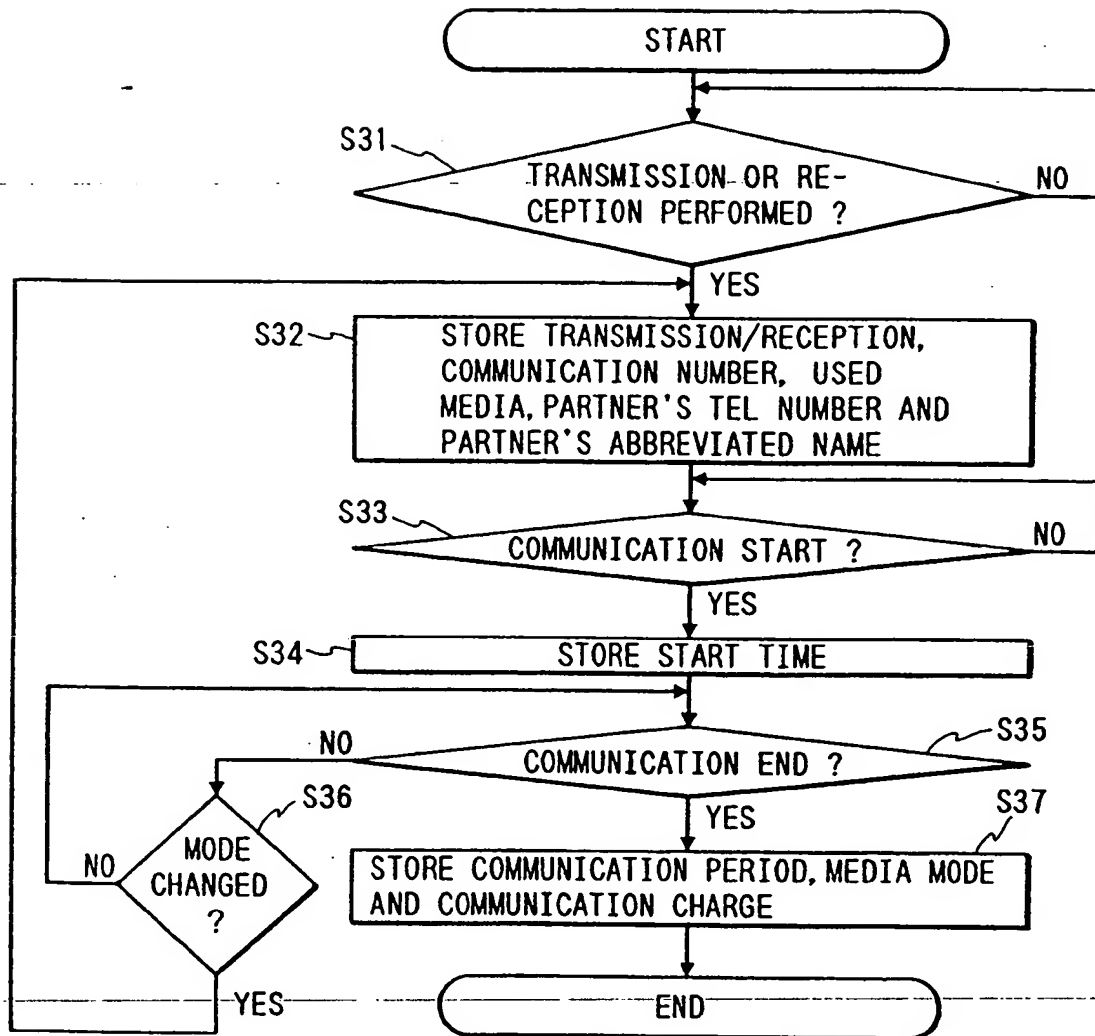 START
S31
TRANSMISSION OR RE-
CEPTION PERFORMED ?
NO
YES
S32
STORE TRANSMISSION/RECEPTION,
COMMUNICATION NUMBER, USED
MEDIA, PARTNER'S TEL NUMBER AND
PARTNER'S ABBREVIATED NAME
S33
COMMUNICATION START ?
NO
YES
S34
STORE START TIME
NO
COMMUNICATION END ?
S35
YES
S36
MODE
CHANGED
?
NO
YES
S37
STORE COMMUNICATION PERIOD, MEDIA MODE
AND COMMUNICATION CHARGE
END